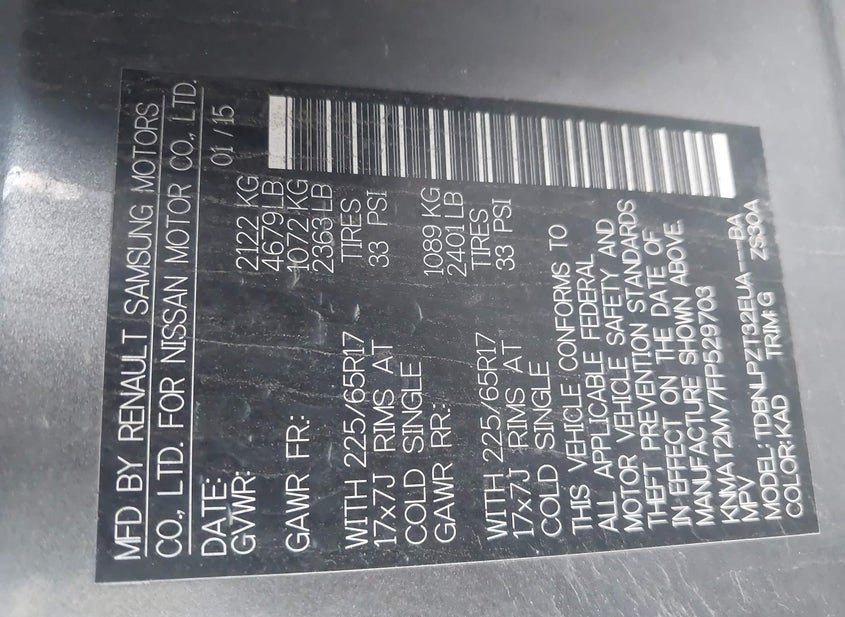 MFD BY RENAULT SAMSUNG MOTORS
CO., LTD. FOR NISSAN MOTOR CO., LTD.
DATE: 01 / 15
GVWR: 2122 KG
4679 LB
GAWR FR.: 1072 KG
2363 LB
WITH 225/65R17 TIRES
17x7J RIMS AT 33 PSI
COLD SINGLE
GAWR RR.: 1089 KG
2401 LB
WITH 225/65R17 TIRES
17x7J RIMS AT 33 PSI
COLD SINGLE
THIS VEHICLE CONFORMS TO
ALL APPLICABLE FEDERAL
MOTOR VEHICLE SAFETY AND
THEFT PREVENTION STANDARDS
IN EFFECT ON THE DATE OF
MANUFACTURE SHOWN ABOVE.
KNMAT2MV7FP529703
MPV
MODEL: TDBNLPZT32EUA----BA
COLOR: KAD TRIM: G ZS30A